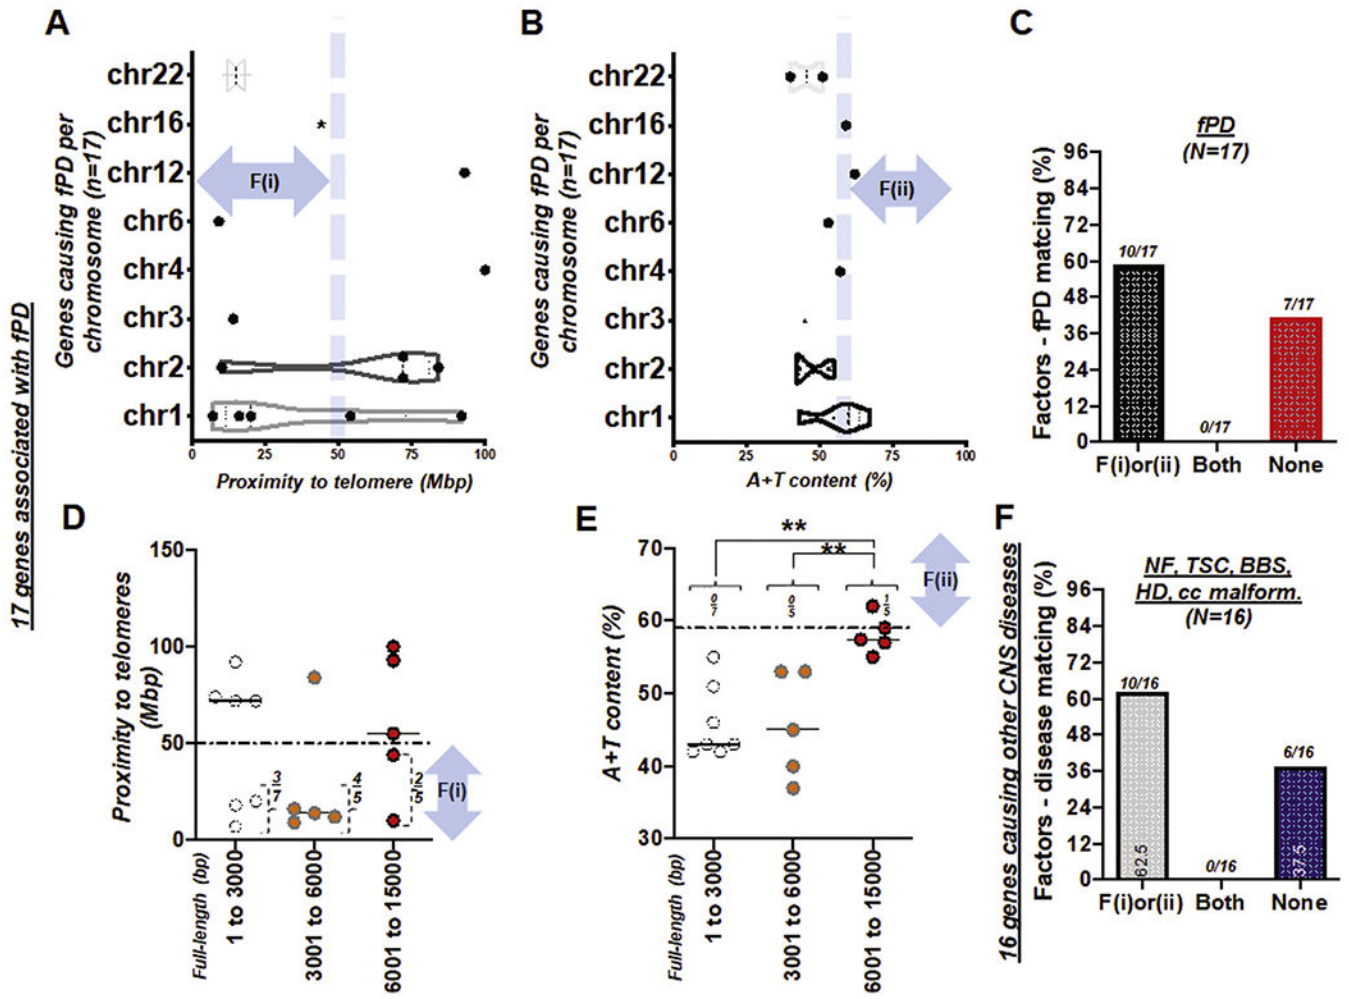 17 genes associated with fPD
A
Genes causing fPD per
chromosome (n=17)
chr22
chr16
*
chr12
F(i)
chr6
chr4
chr3
chr2
chr1
0 25 50 75 100
Proximity to telomere (Mbp)
B
Genes causing fPD per
chromosome (n=17)
chr22
chr16
chr12
F(ii)
chr6
chr4
chr3
chr2
chr1
0 25 50 75 100
A+T content (%)
C
fPD
(N=17)
Factors - fPD matcing (%)
96
84
72
60
48
36
24
12
0
10/17
0/17
7/17
F(i)or(ii) Both None
D
Proximity to telomeres
(Mbp)
150
100
50
0
3/7
4/5
2/5
F(i)
Full-length (bp)
1 to 3000
3001 to 6000
6001 to 15000
E
A+T content (%)
70
60
50
40
30
**
**
0/7
0/5
1/5
F(ii)
Full-length (bp)
1 to 3000
3001 to 6000
6001 to 15000
16 genes causing other CNS diseases
F
NF, TSC, BBS,
HD, cc malform.
(N=16)
Factors - disease matcing (%)
96
84
72
60
48
36
24
12
0
10/16
62.5
0/16
6/16
37.5
F(i)or(ii) Both None